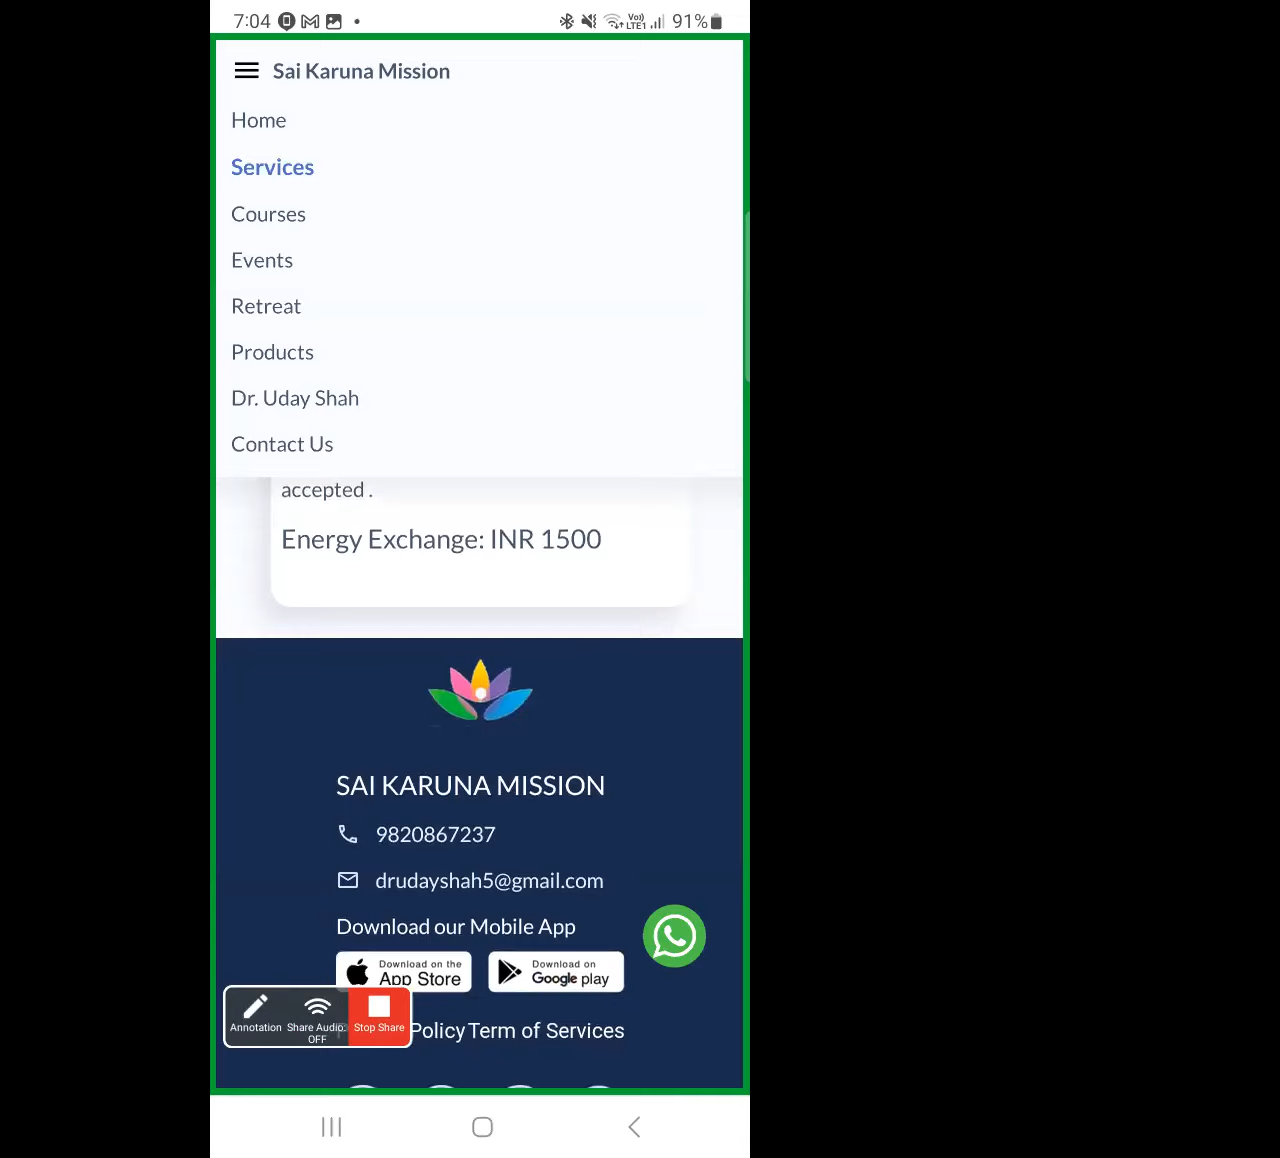 7:04
Vo))
LTE1
91%
Sai Karuna Mission
Home
Services
Courses
Events
Retreat
Products
Dr. Uday Shah
Contact Us
accepted .
Energy Exchange: INR 1500
SAI KARUNA MISSION
9820867237
drudayshah5@gmail.com
Download our Mobile App
Download on the
App Store
Download on
Google play
Annotation
Share Audio:
OFF
Stop Share
Policy Term of Services